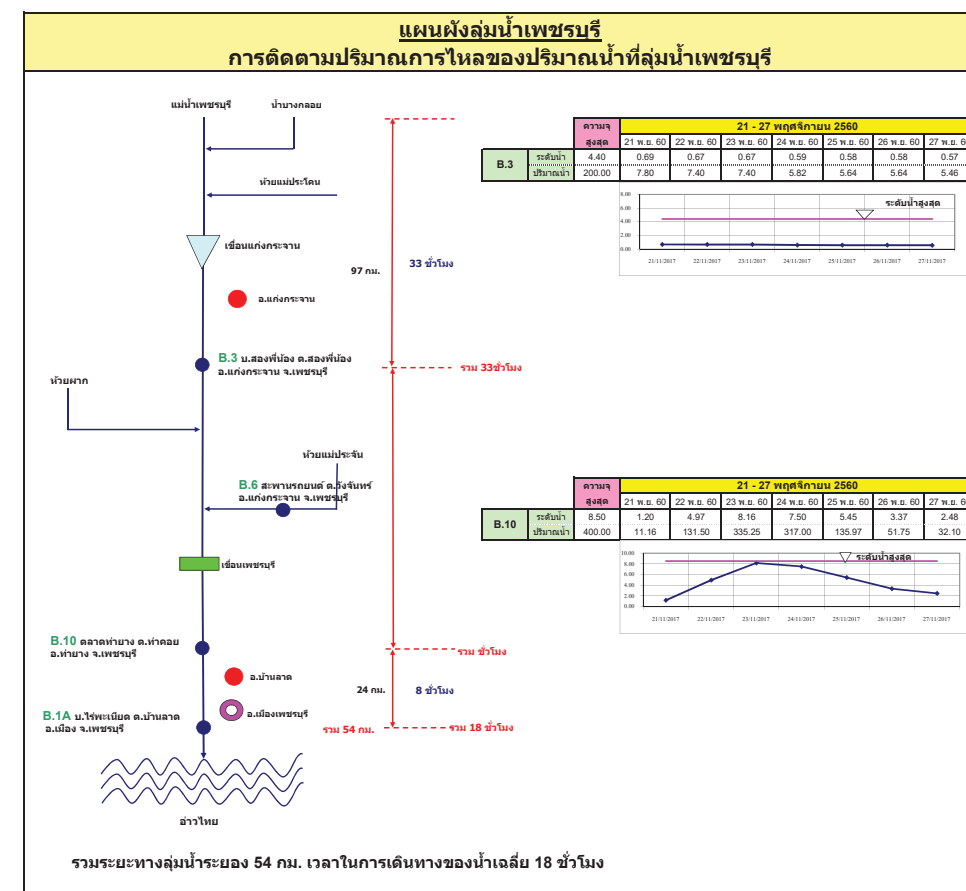 แผนผังลุ่มน้ำเพชรบุรี
การติดตามปริมาณการไหลของปริมาณน้ำที่ลุ่มน้ำเพชรบุรี
แม่น้ำเพชรบุรี
น้ำบางกลอย
ห้วยแม่ประโดน
เขื่อนแก่งกระจาน
97 กม.
33 ชั่วโมง
อ.แก่งกระจาน
B.3 บ.สองพี่น้อง ต.สองพี่น้อง
อ.แก่งกระจาน จ.เพชรบุรี
รวม 33ชั่วโมง
ห้วยผาก
ห้วยแม่ประจัน
B.6 สะพานรถยนต์ ต.วังจันทร์
อ.แก่งกระจาน จ.เพชรบุรี
เขื่อนเพชรบุรี
B.10 ตลาดท่ายาง ต.ท่าคอย
อ.ท่ายาง จ.เพชรบุรี
รวม ชั่วโมง
อ.บ้านลาด
24 กม.
8 ชั่วโมง
อ.เมืองเพชรบุรี
B.1A บ.ไร่พะเนียด ต.บ้านลาด
อ.เมือง จ.เพชรบุรี
รวม 54 กม.
รวม 18 ชั่วโมง
อ่าวไทย
รวมระยะทางลุ่มน้ำระยอง 54 กม. เวลาในการเดินทางของน้ำเฉลี่ย 18 ชั่วโมง
ความจุ 21 - 27 พฤศจิกายน 2560
สูงสุด 21 พ.ย. 60 22 พ.ย. 60 23 พ.ย. 60 24 พ.ย. 60 25 พ.ย. 60 26 พ.ย. 60 27 พ.ย. 6
B.3 ระดับน้ำ 4.40 0.69 0.67 0.67 0.59 0.58 0.58 0.57
ปริมาณน้ำ 200.00 7.80 7.40 7.40 5.82 5.64 5.64 5.46
8.00
6.00
4.00
2.00
0.00
ระดับน้ำสูงสุด
21/11/2017 22/11/2017 23/11/2017 24/11/2017 25/11/2017 26/11/2017 27/11/2017
ความจุ 21 - 27 พฤศจิกายน 2560
สูงสุด 21 พ.ย. 60 22 พ.ย. 60 23 พ.ย. 60 24 พ.ย. 60 25 พ.ย. 60 26 พ.ย. 60 27 พ.ย. 6
B.10 ระดับน้ำ 8.50 1.20 4.97 8.16 7.50 5.45 3.37 2.48
ปริมาณน้ำ 400.00 11.16 131.50 335.25 317.00 135.97 51.75 32.10
10.00
8.00
6.00
4.00
2.00
0.00
ระดับน้ำสูงสุด
21/11/2017 22/11/2017 23/11/2017 24/11/2017 25/11/2017 26/11/2017 27/11/2017